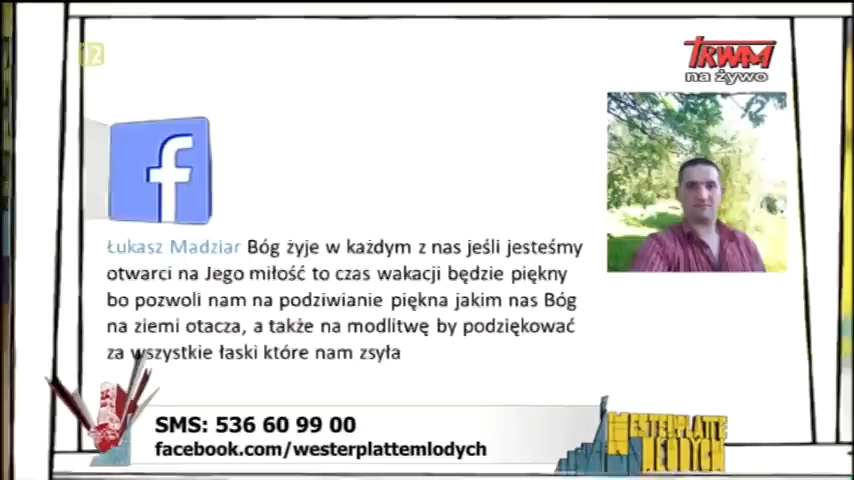 12
TRWAM
na żywo
f
Łukasz Madziar Bóg żyje w każdym z nas jeśli jesteśmy
otwarci na Jego miłość to czas wakacji będzie piękny
bo pozwoli nam na podziwianie piękna jakim nas Bóg
na ziemi otacza, a także na modlitwę by podziękować
za wszystkie łaski które nam zsyła
SMS: 536 60 99 00
facebook.com/westerplattemlodych
WESTERPLATTE
MŁODYCH